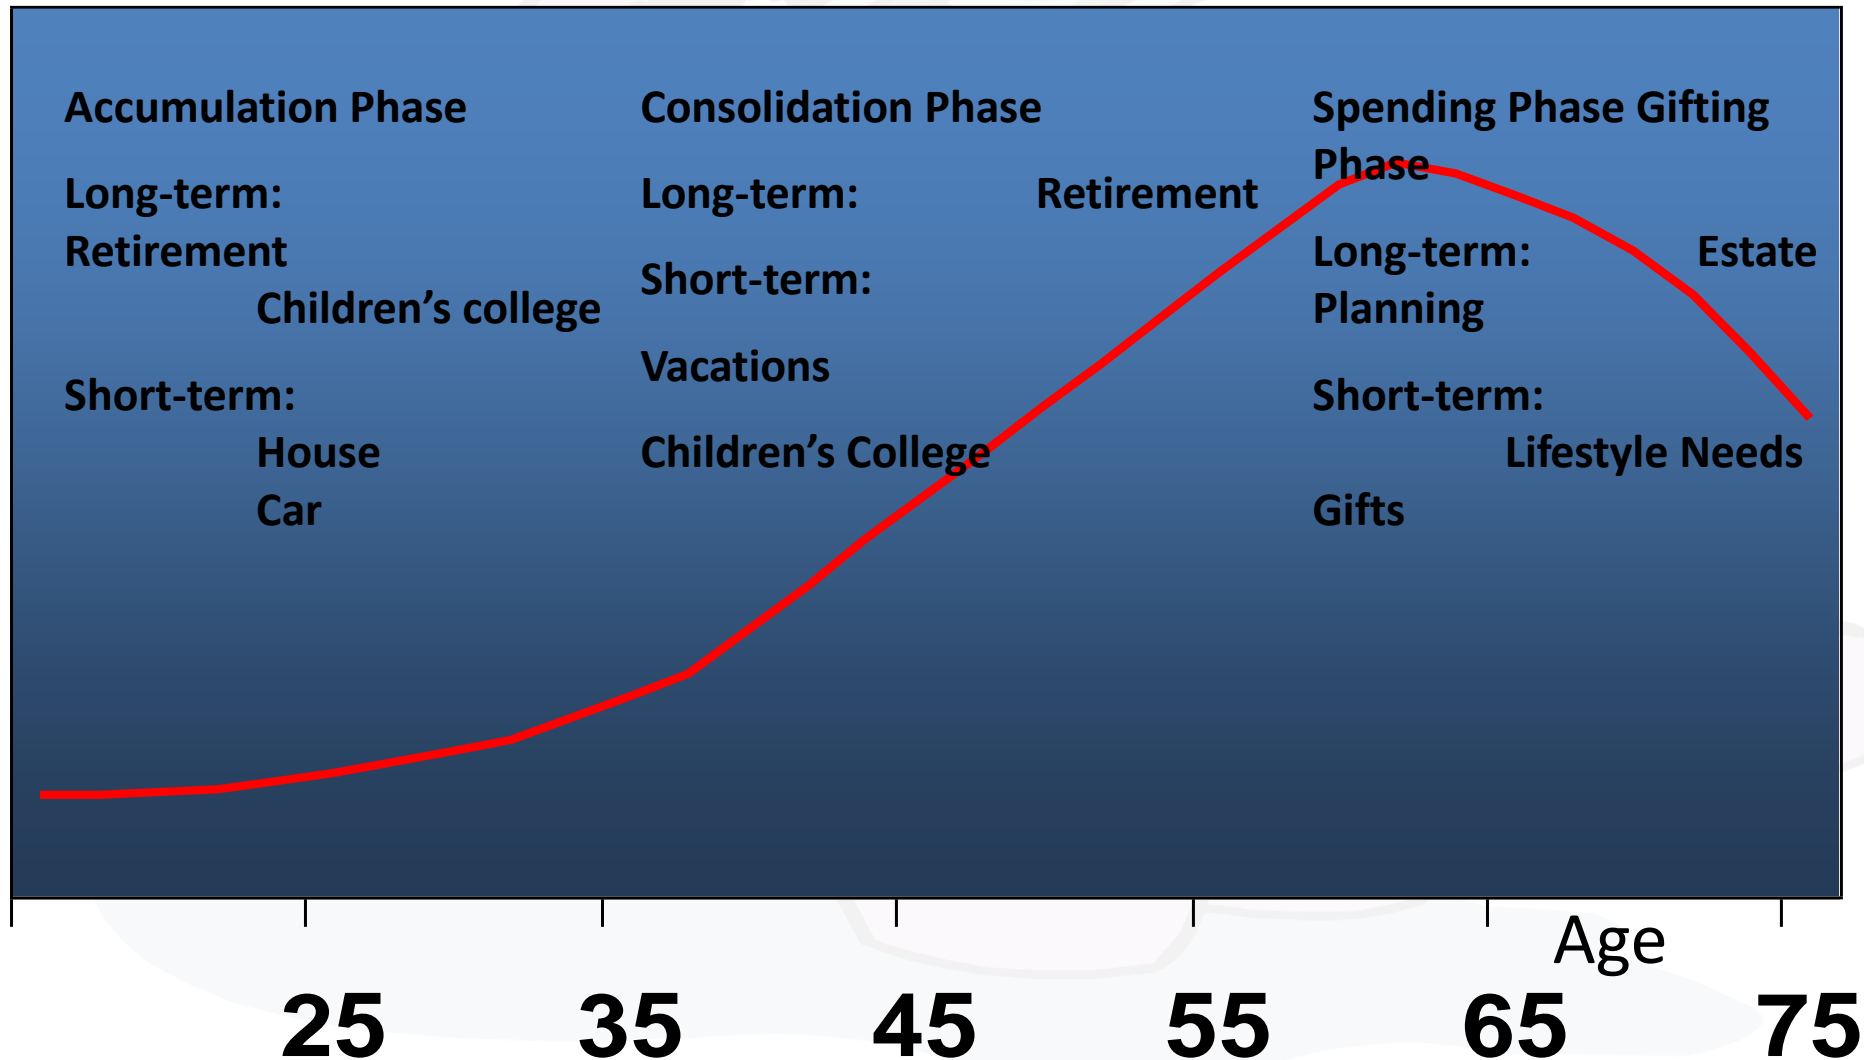 Accumulation Phase
Long-term:
Retirement
Children’s college
Short-term:
House
Car
Consolidation Phase
Long-term: Retirement
Short-term:
Vacations
Children’s College
Spending Phase Gifting
Phase
Long-term: Estate
Planning
Short-term:
Lifestyle Needs
Gifts
Age
25 35 45 55 65 75